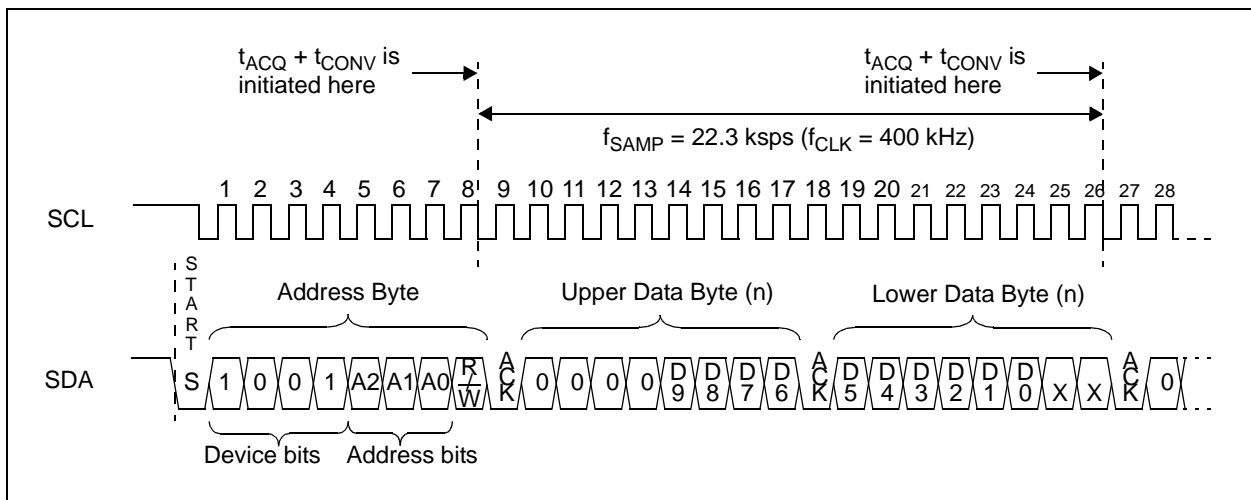 tACQ + tCONV is
initiated here
tACQ + tCONV is
initiated here
fSAMP = 22.3 ksps (fCLK = 400 kHz)
SCL
1 2 3 4 5 6 7 8 9 10 11 12 13 14 15 16 17 18 19 20 21 22 23 24 25 26 27 28
START
Address Byte
Upper Data Byte (n)
Lower Data Byte (n)
SDA
S 1 0 0 1 A2 A1 A0 R/W ACK 0 0 0 0 D9 D8 D7 D6 ACK D5 D4 D3 D2 D1 D0 X X ACK 0
Device bits
Address bits